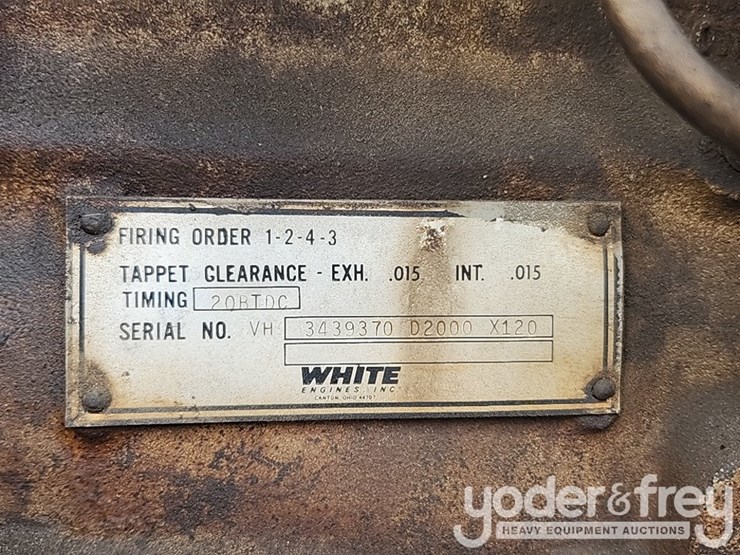 FIRING ORDER 1-2-4-3
TAPPET CLEARANCE - EXH. .015 INT. .015
TIMING 20BTDC
SERIAL NO. VH 3439370 D2000 X120
WHITE
ENGINES, INC
CANTON, OHIO 44707
yoder&frey
HEAVY EQUIPMENT AUCTIONS